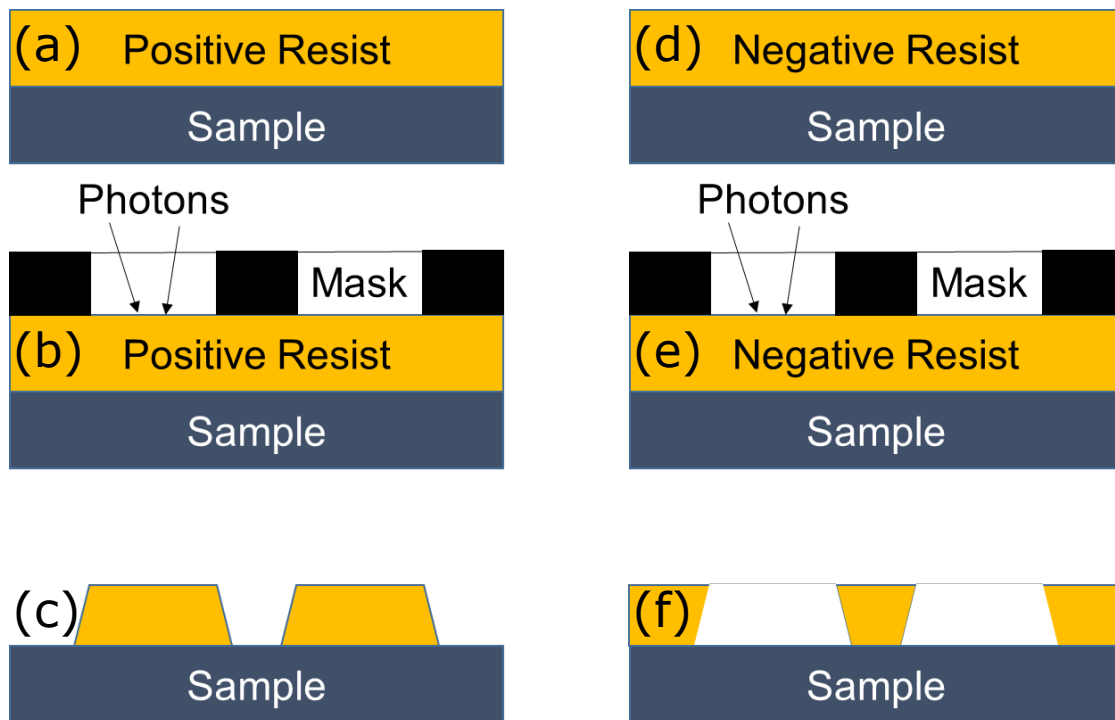 (a) Positive Resist
Sample
Photons
Mask
(b) Positive Resist
Sample
(c)
Sample
(d) Negative Resist
Sample
Photons
Mask
(e) Negative Resist
Sample
(f)
Sample